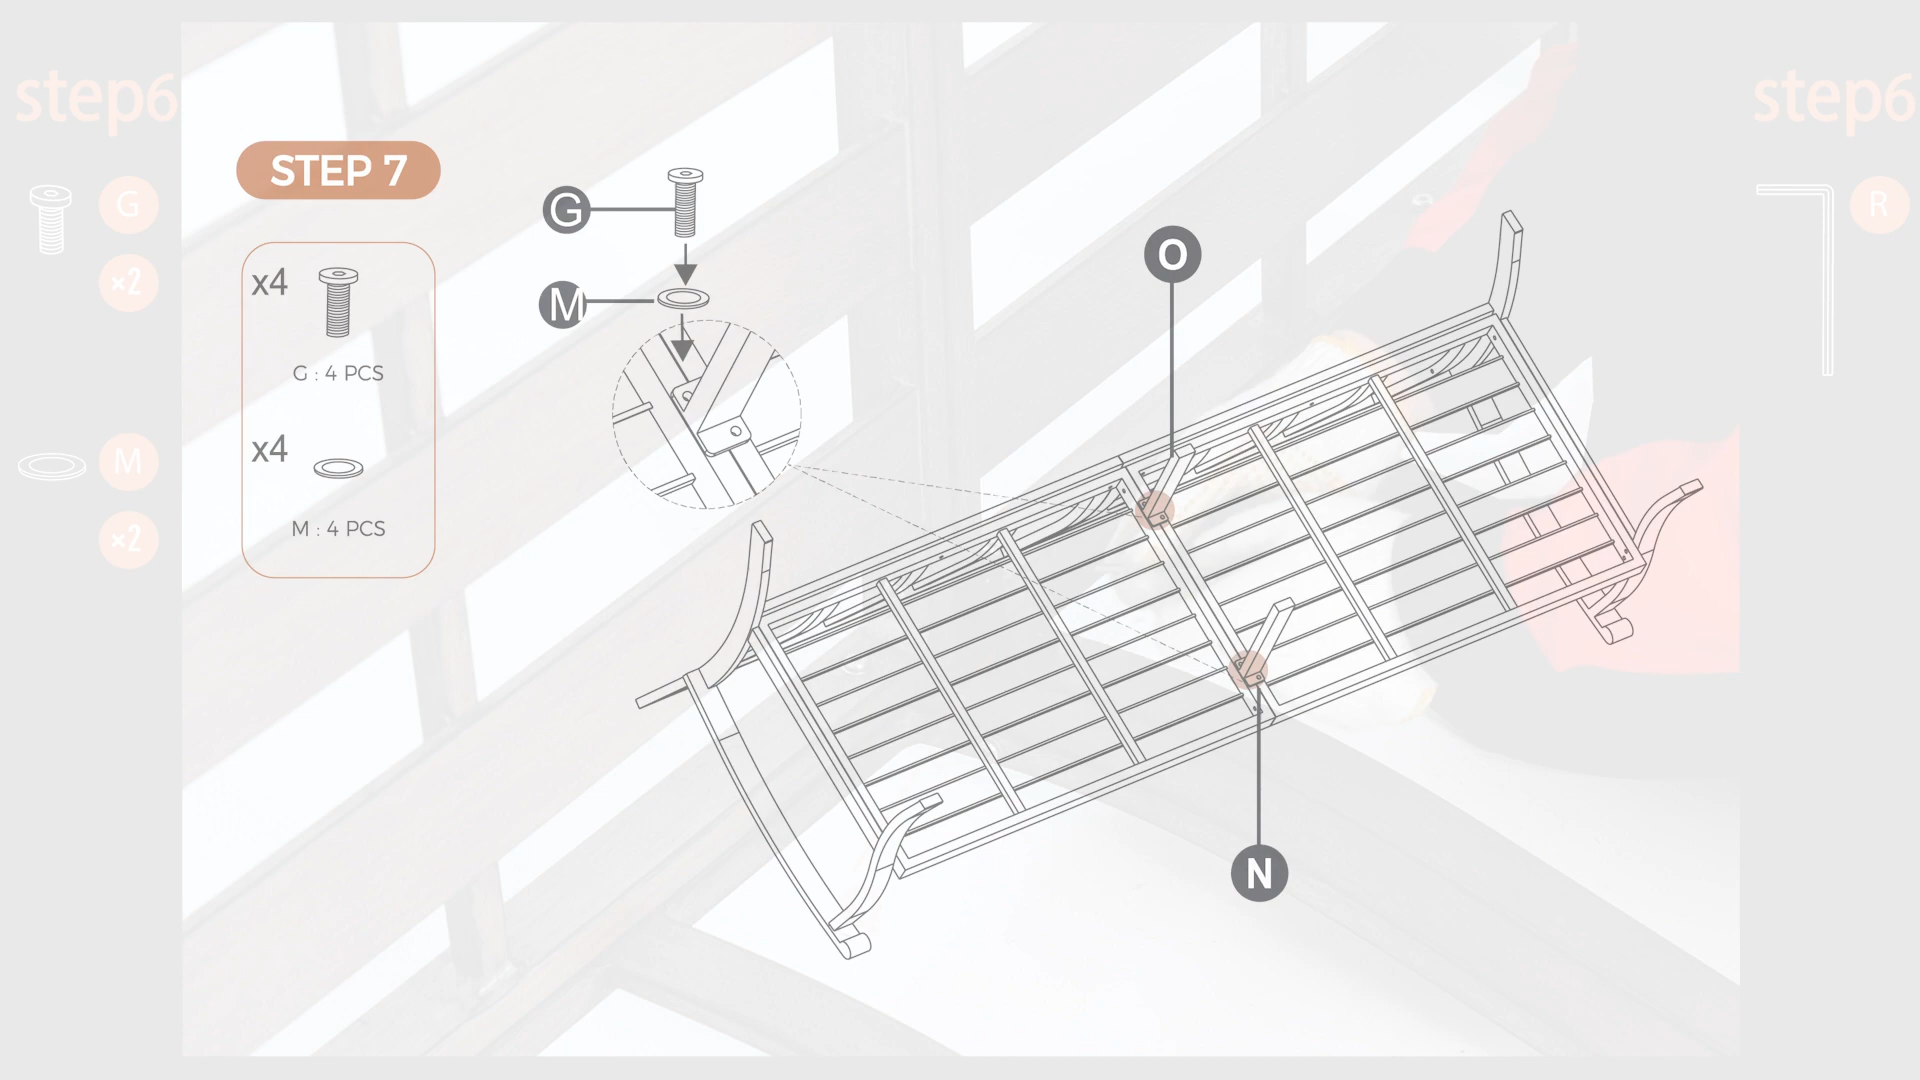 step6
G
×2
M
×2
STEP 7
x4
G : 4 PCS
x4
M : 4 PCS
G
M
O
N
step6
R